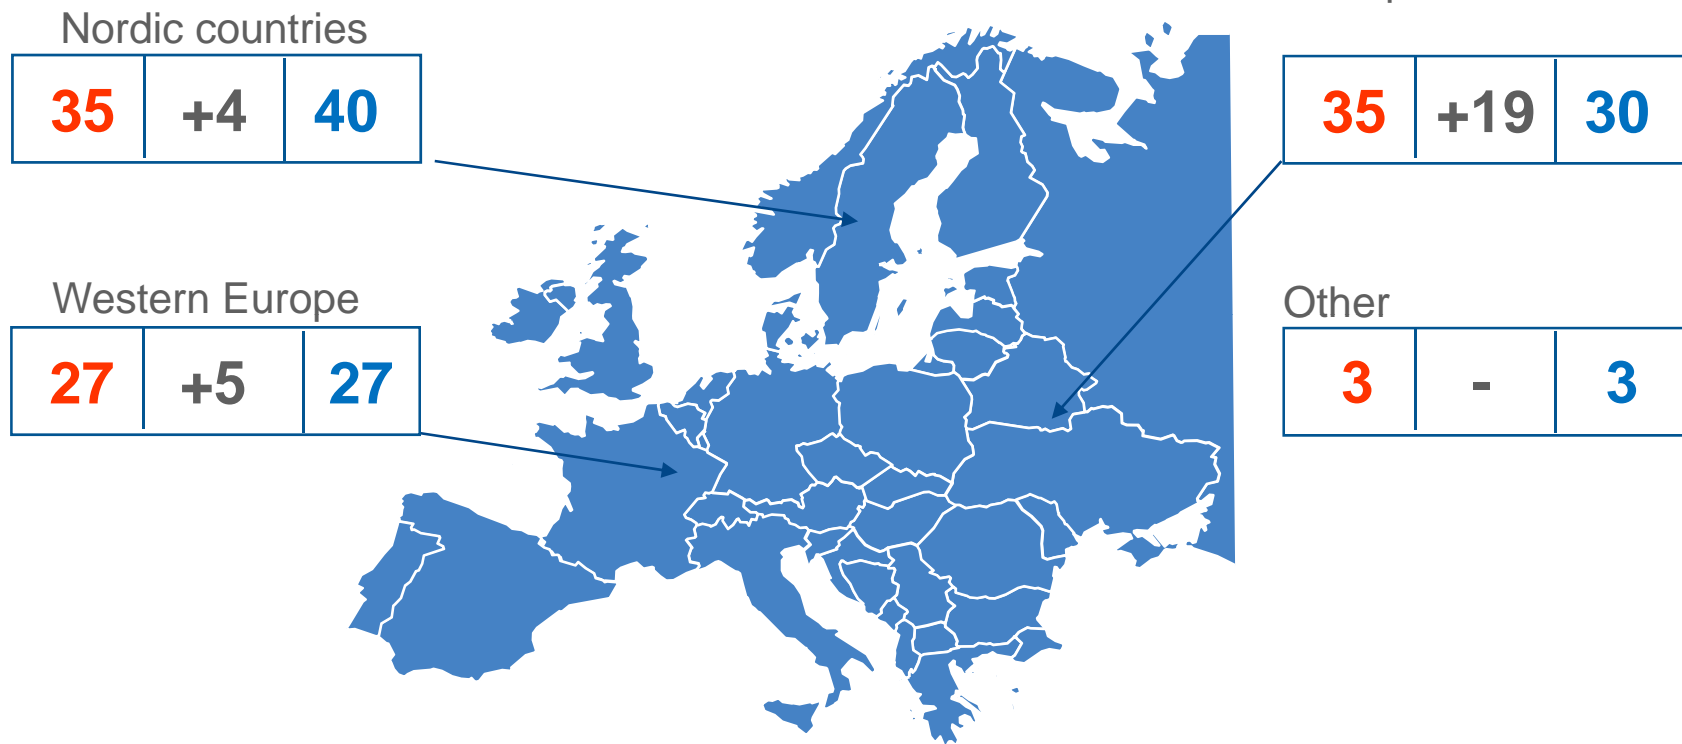 Nordic countries
35 +4 40
35 +19 30
Western Europe
27 +5 27
Other
3 - 3